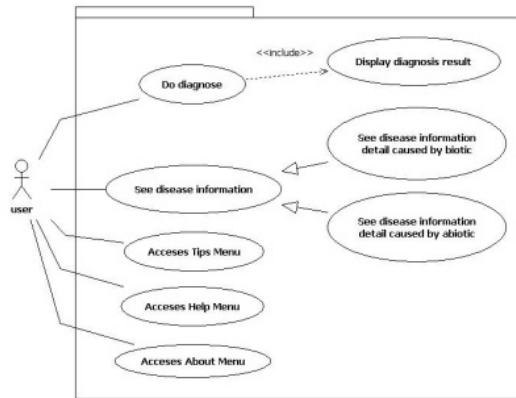 <<include>>
Display diagnosis result
Do diagnose
See disease information
detail caused by biotic
See disease information
user
See disease information
detail caused by abiotic
Acceses Tips Menu
Acceses Help Menu
Acceses About Menu